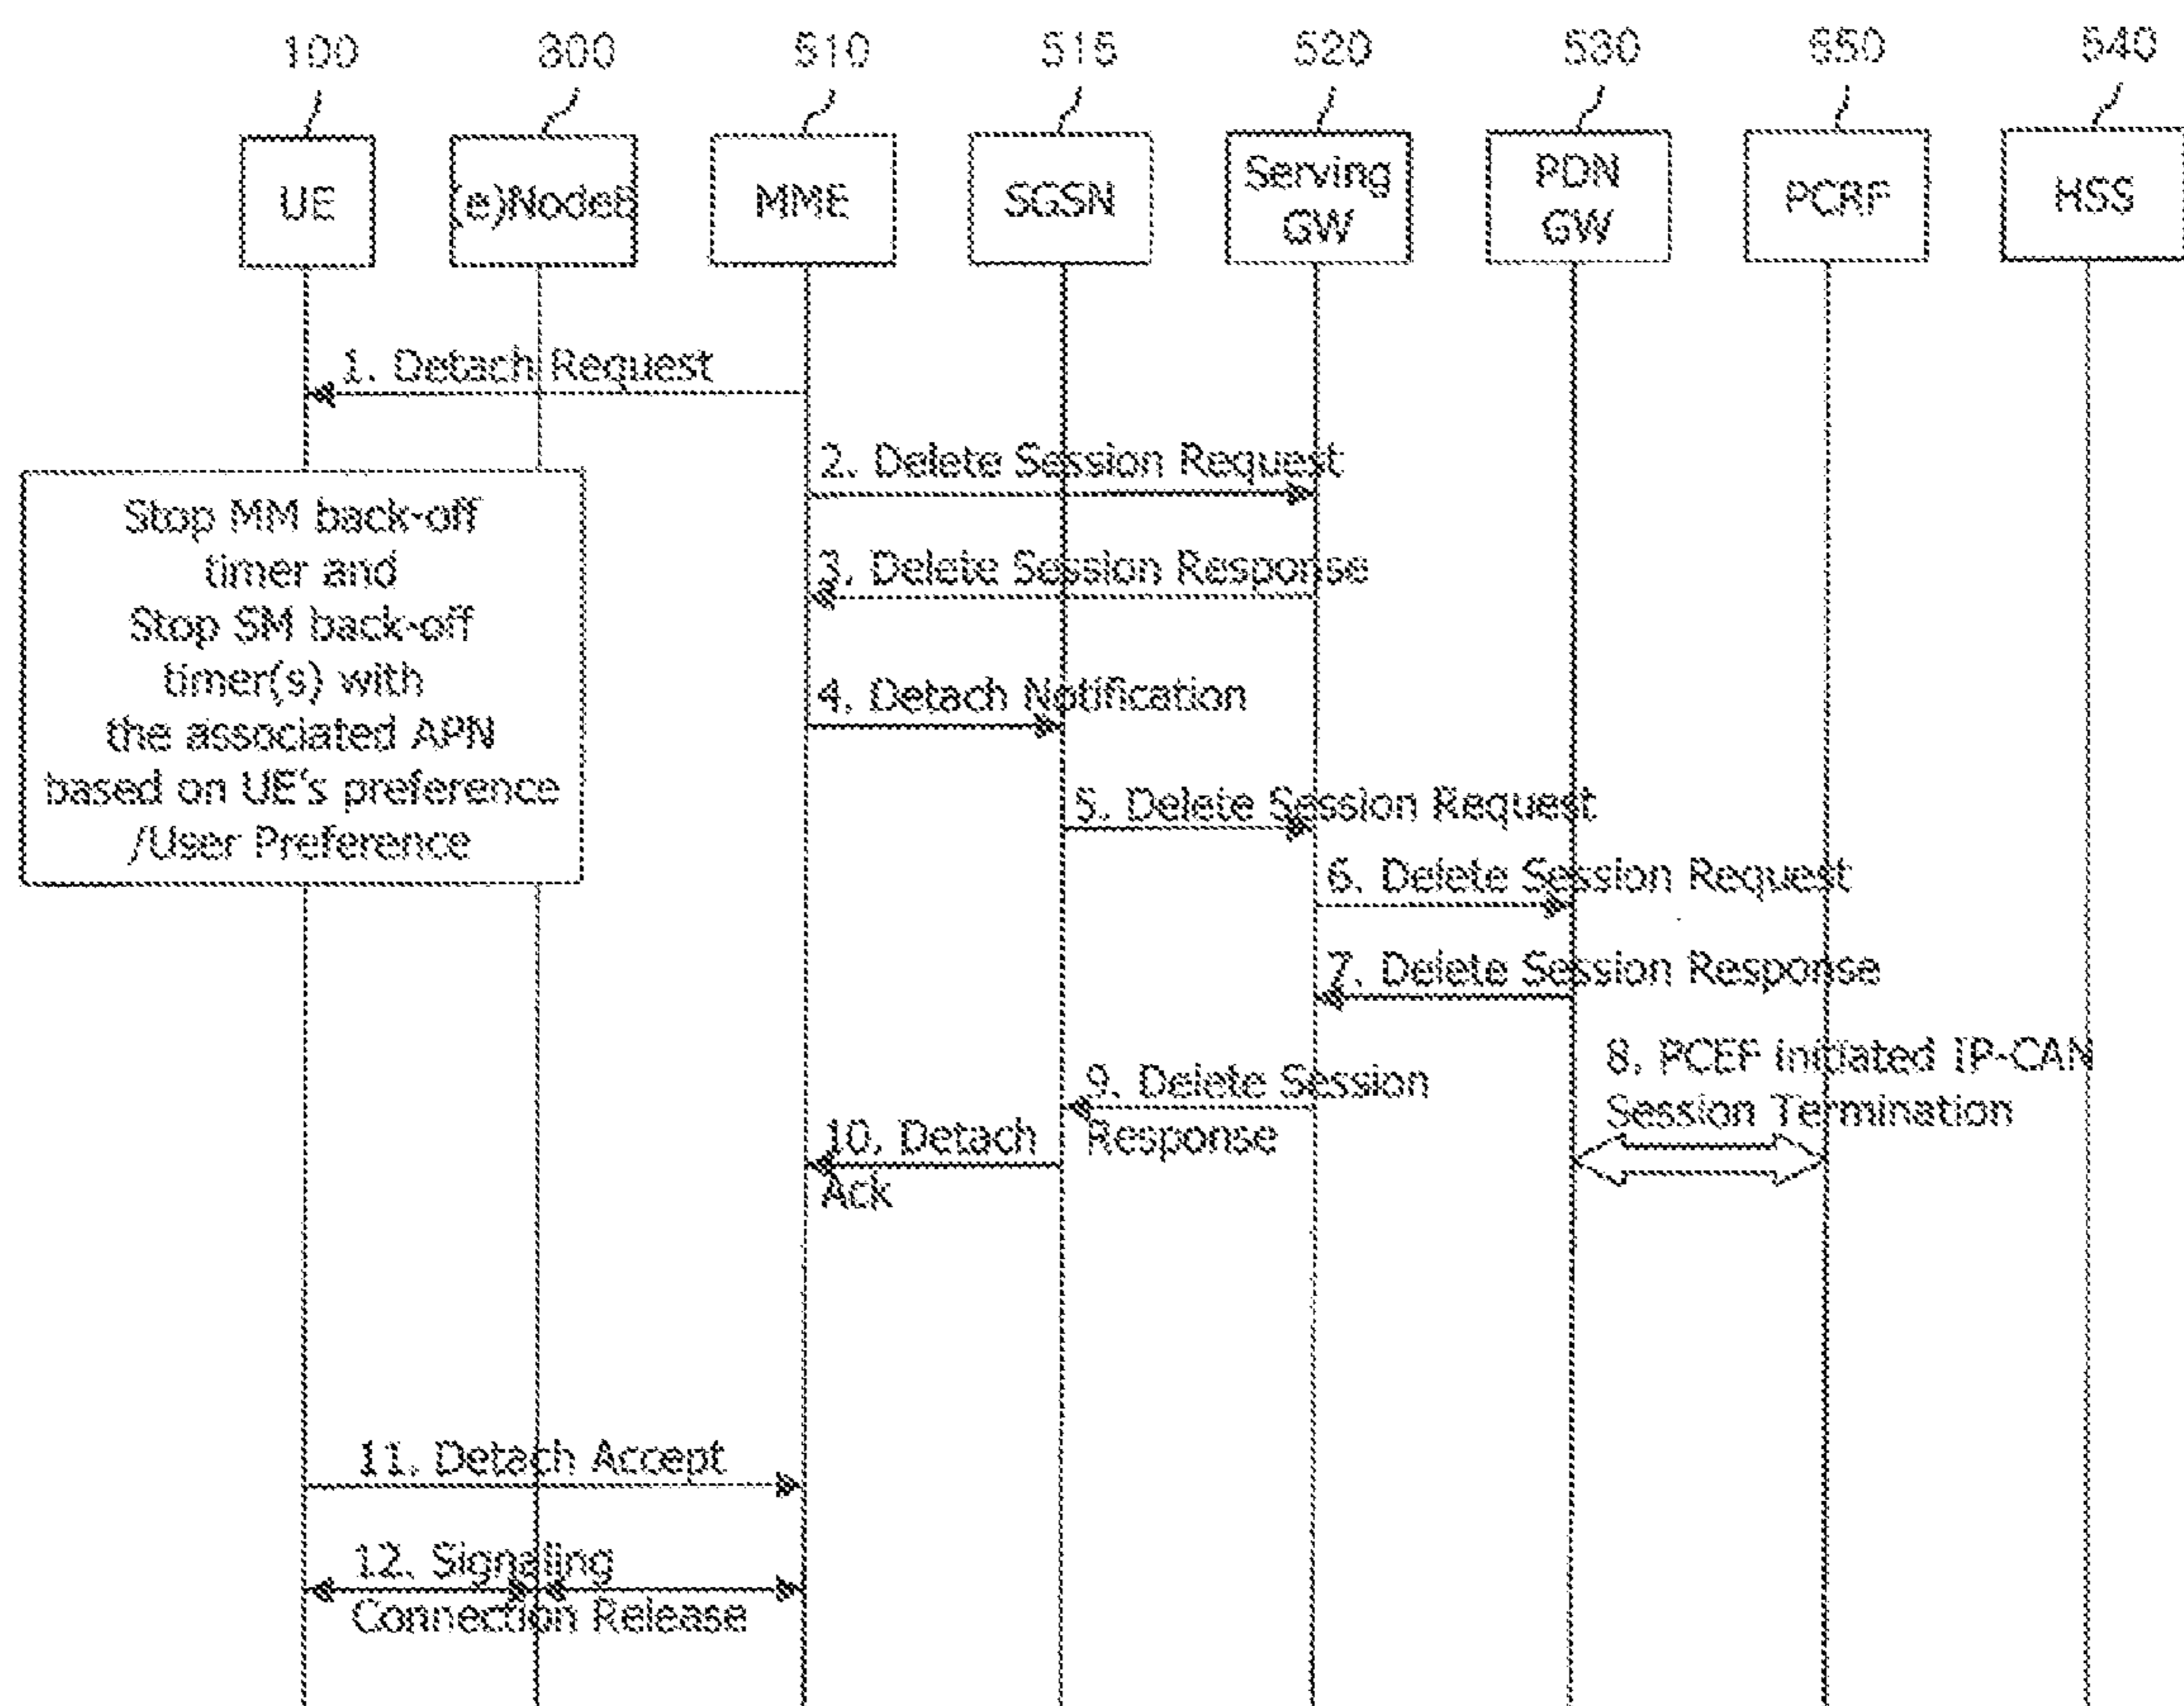 100 300 510 515 520 530 550 540
UE (e)NodeB MME SGSN Serving GW PDN GW PCRF HSS
1. Detach Request
2. Delete Session Request
Stop MM back-off
timer and
Stop SM back-off
timer(s) with
the associated APN
based on UE's preference
/User Preference
3. Delete Session Response
4. Detach Notification
5. Delete Session Request
6. Delete Session Request
7. Delete Session Response
8. PCEF initiated IP-CAN
Session Termination
9. Delete Session
Response
10. Detach
Ack
11. Detach Accept
12. Signaling
Connection Release